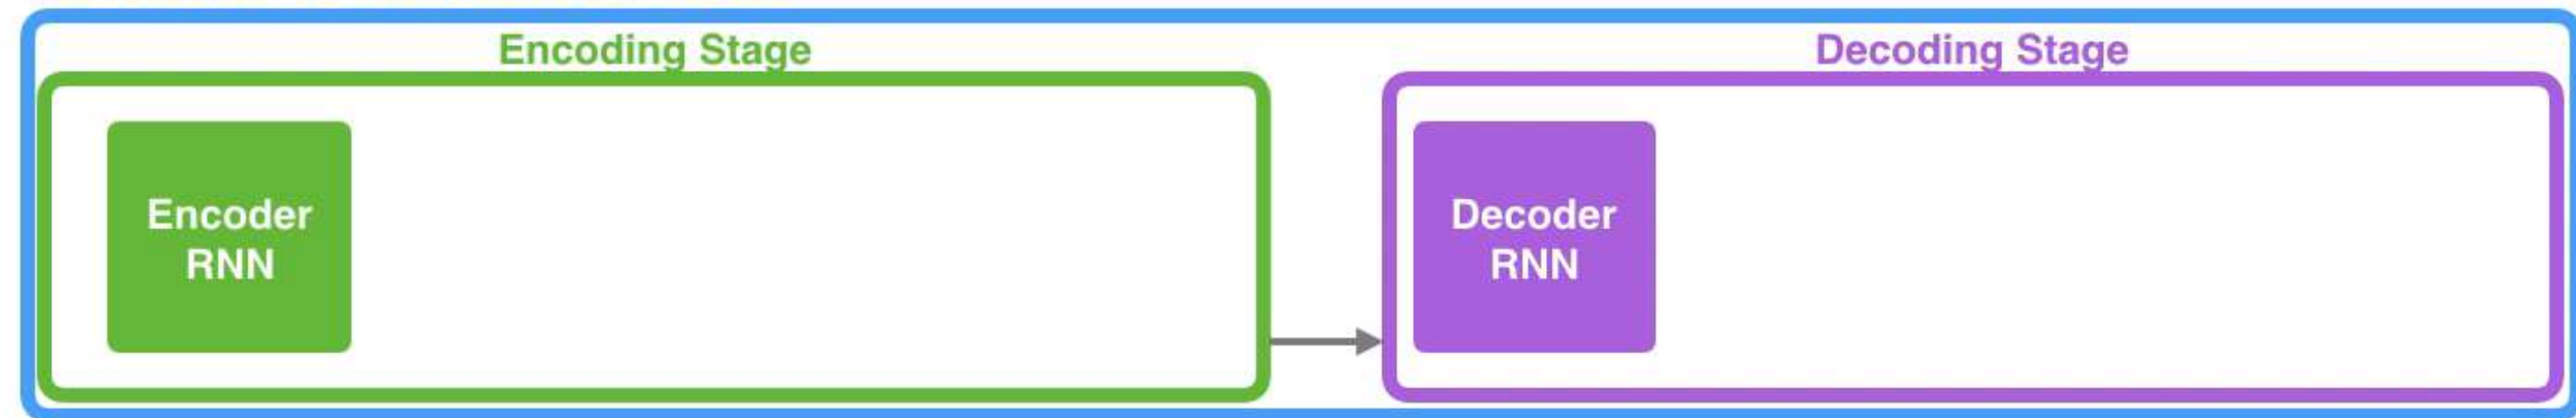 Encoding Stage
Decoding Stage
Encoder
RNN
Decoder
RNN